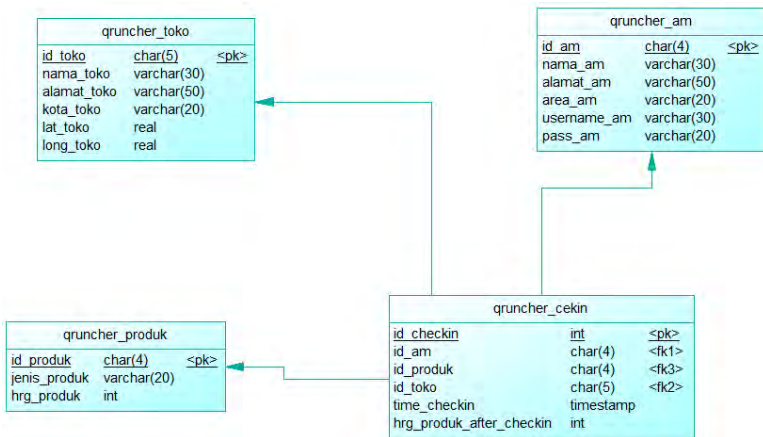 qruncher_toko
id_toko char(5) <pk>
nama_toko varchar(30)
alamat_toko varchar(50)
kota_toko varchar(20)
lat_toko real
long_toko real
qruncher_am
id_am char(4) <pk>
nama_am varchar(30)
alamat_am varchar(50)
area_am varchar(20)
username_am varchar(30)
pass_am varchar(20)
qruncher_produk
id_produk char(4) <pk>
jenis_produk varchar(20)
hrg_produk int
qruncher_cekin
id_checkin int <pk>
id_am char(4) <fk1>
id_produk char(4) <fk3>
id_toko char(5) <fk2>
time_checkin timestamp
hrg_produk_after_checkin int